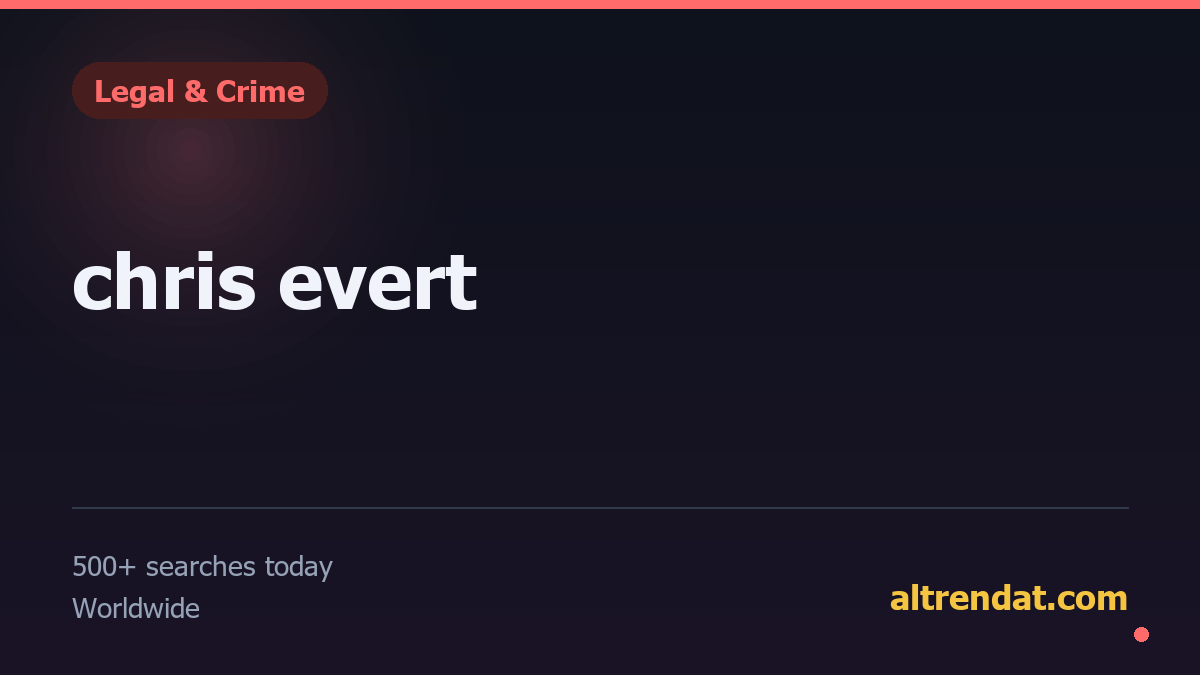 Legal & Crime
chris evert
500+ searches today
Worldwide
altrendat.com